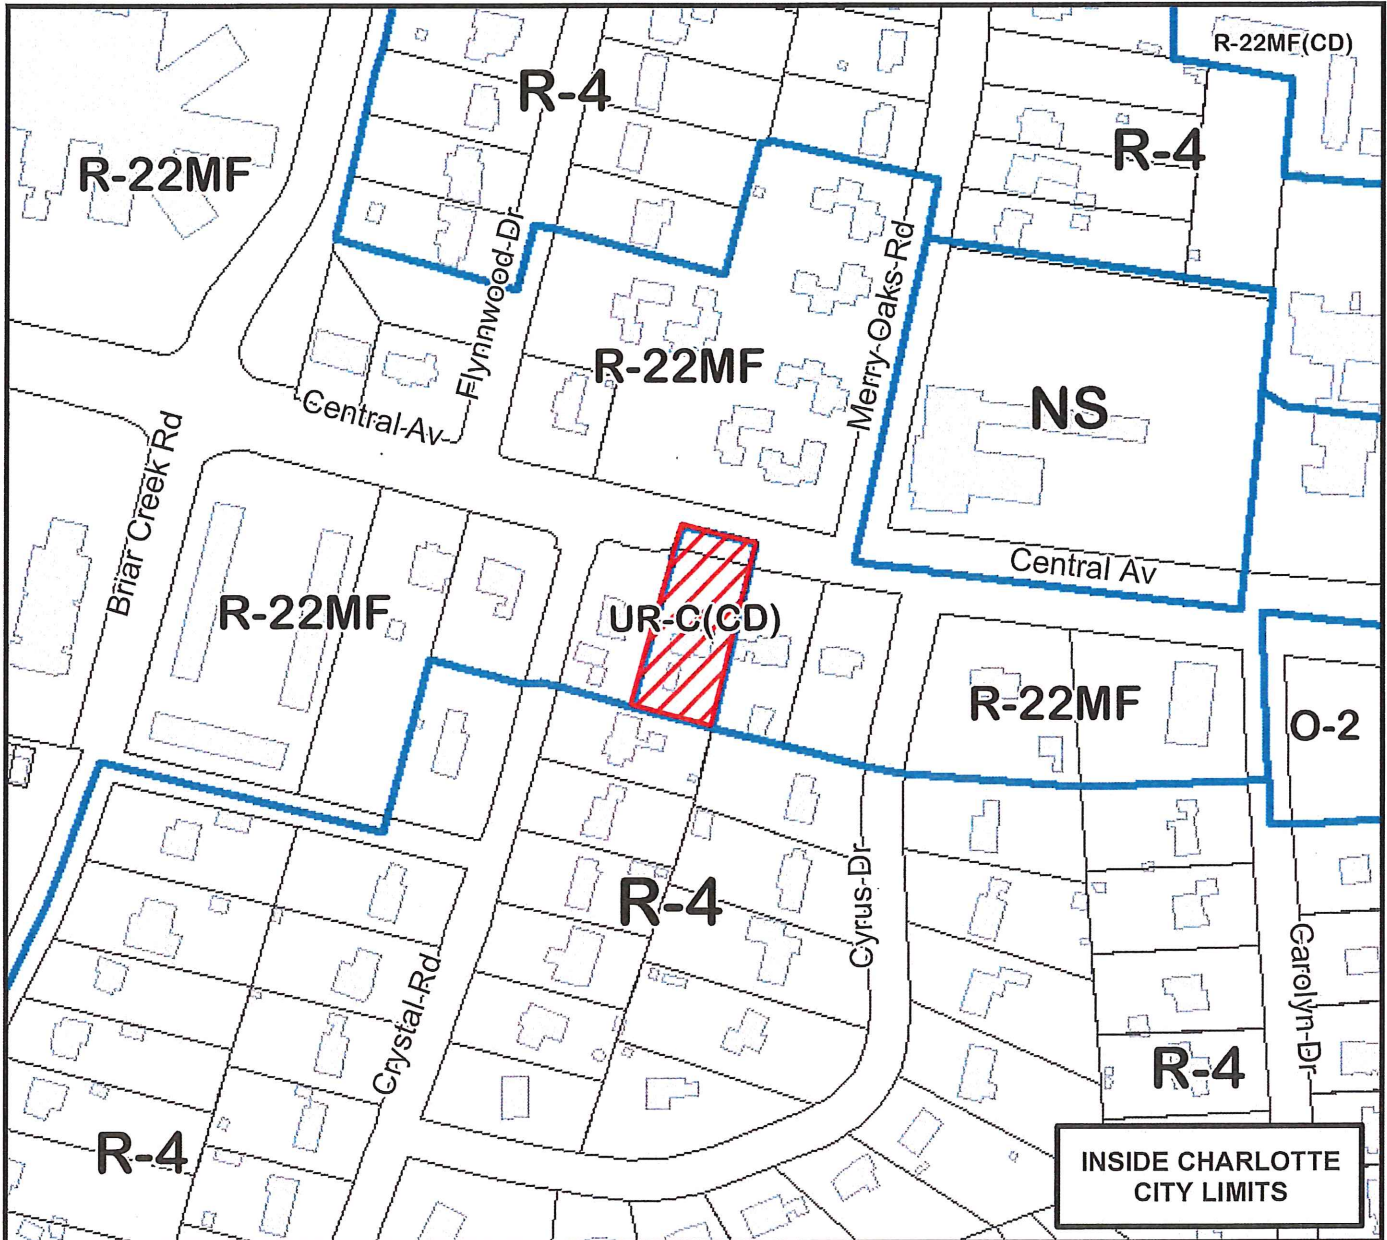 R-22MF(CD)
R-4
R-4
R-22MF
Flynnwood-Dr
Merry-Oaks-Rd
R-22MF
NS
Central-Av
Briar Creek Rd
Central Av
R-22MF
UR-C(CD)
R-22MF
O-2
R-4
Cyrus-Dr
Carolyn-Dr
Crystal-Rd
R-4
R-4
INSIDE CHARLOTTE
CITY LIMITS